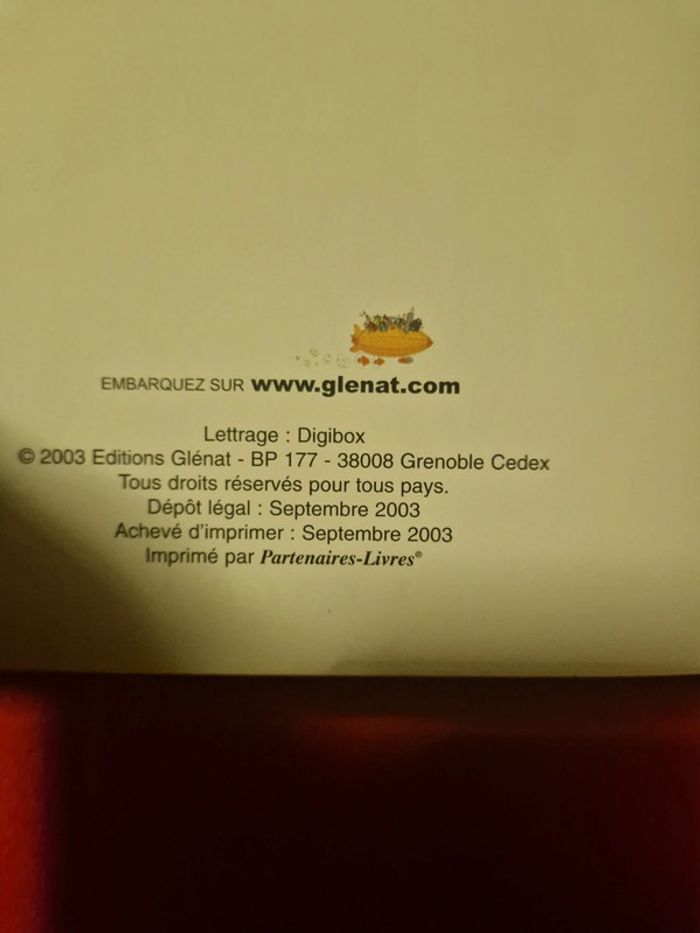 EMBARQUEZ SUR www.glenat.com
Lettrage : Digibox
© 2003 Editions Glénat - BP 177 - 38008 Grenoble Cedex
Tous droits réservés pour tous pays.
Dépôt légal : Septembre 2003
Achevé d'imprimer : Septembre 2003
Imprimé par Partenaires-Livres®